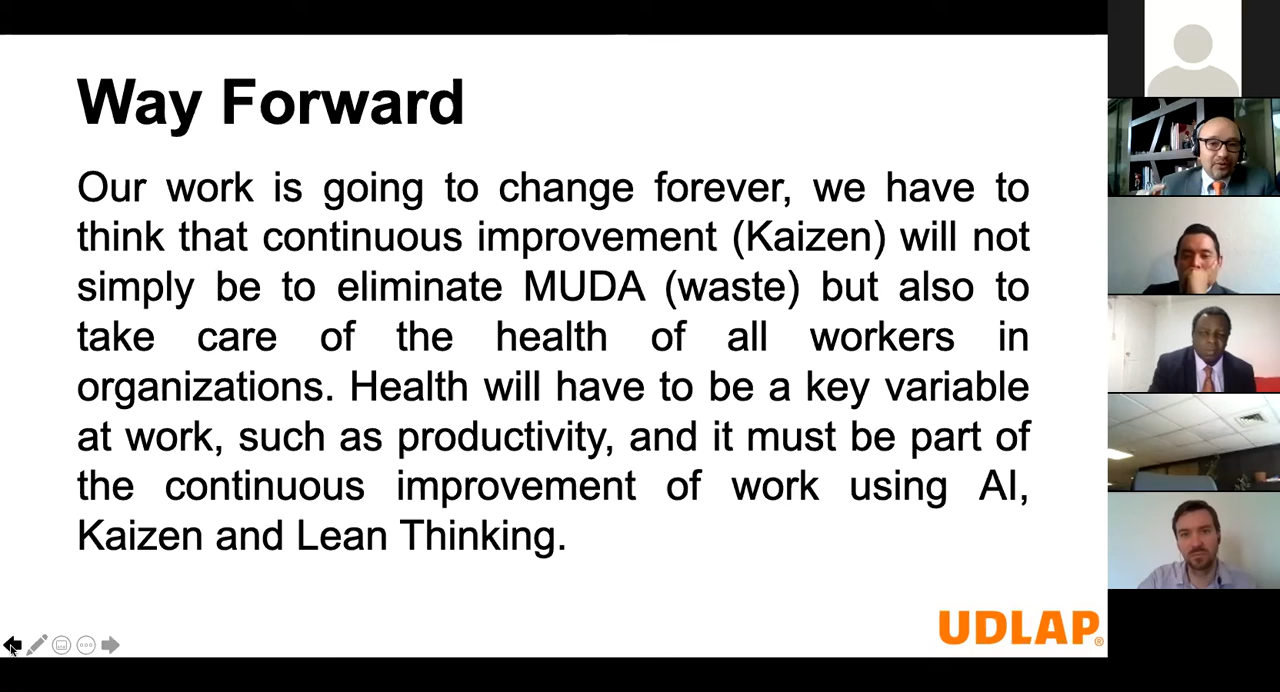 Way Forward
Our work is going to change forever, we have to
think that continuous improvement (Kaizen) will not
simply be to eliminate MUDA (waste) but also to
take care of the health of all workers in
organizations. Health will have to be a key variable
at work, such as productivity, and it must be part of
the continuous improvement of work using AI,
Kaizen and Lean Thinking.
UDLAP®